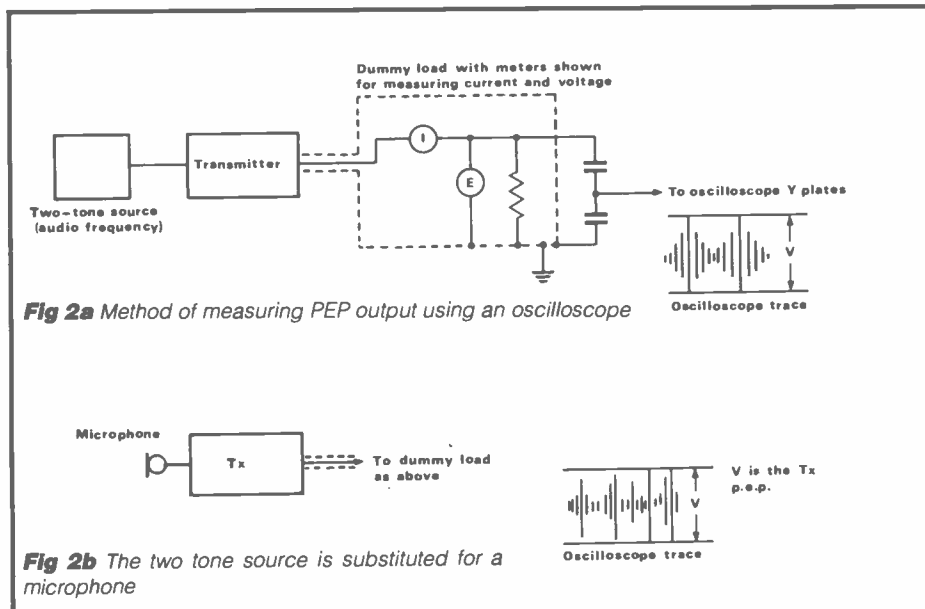 Dummy load with meters shown
for measuring current and voltage
I
Transmitter
E
To oscilloscope Y plates
Two-tone source
(audio frequency)
V
Oscilloscope trace
Fig 2a Method of measuring PEP output using an oscilloscope
Microphone
Tx
To dummy load
as above
V is the Tx
p.e.p.
V
Oscilloscope trace
Fig 2b The two tone source is substituted for a
microphone